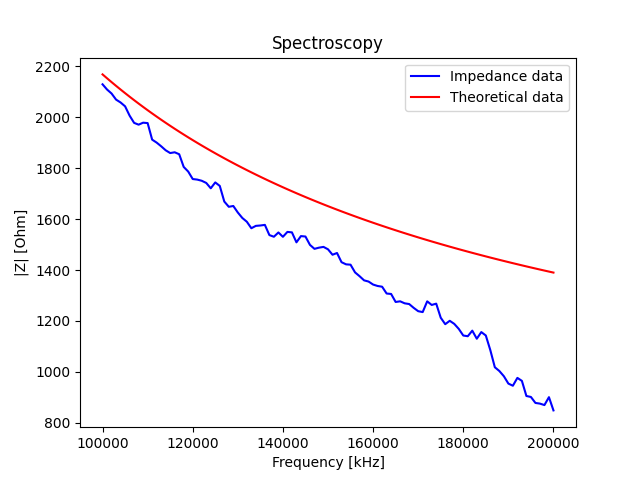 Spectroscopy
Impedance data
Theoretical data
|Z| [Ohm]
2200
2000
1800
1600
1400
1200
1000
800
100000 120000 140000 160000 180000 200000
Frequency [kHz]